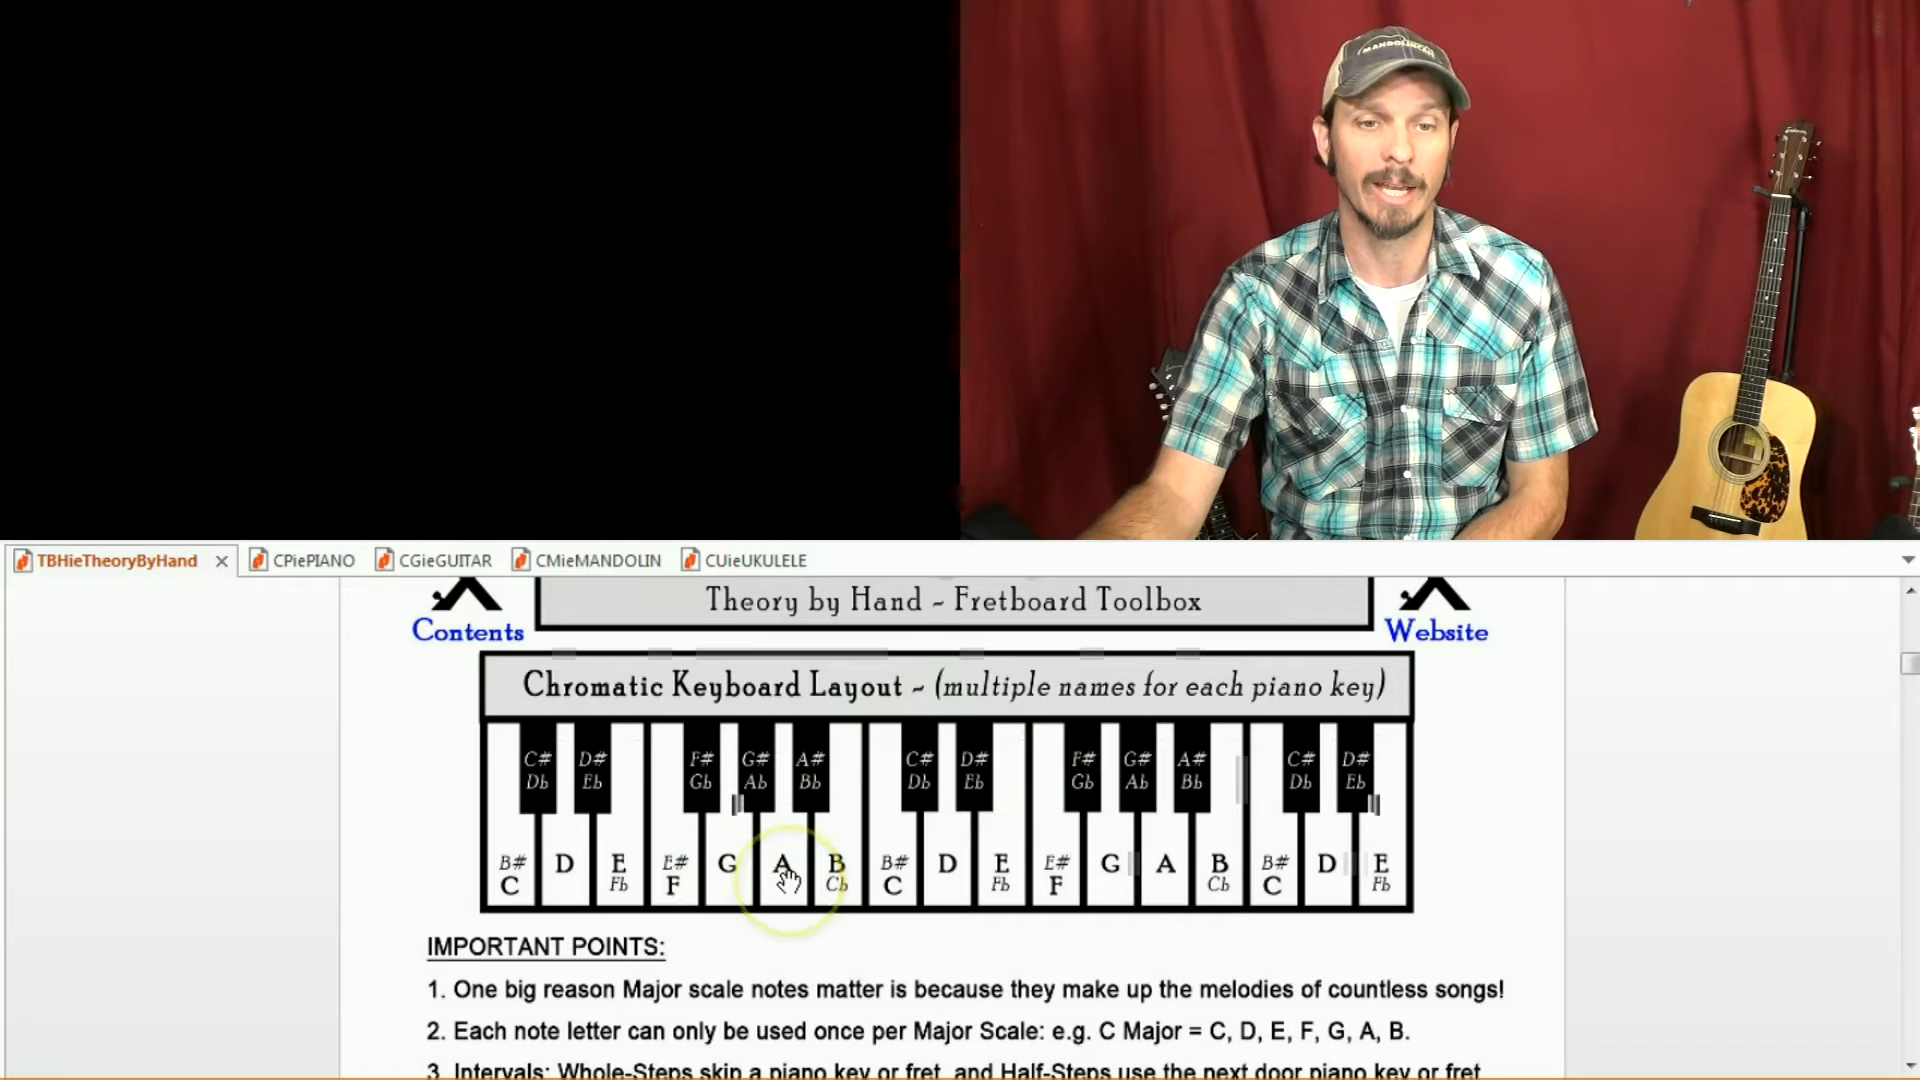 MANDOLINCAFE
TBHieTheoryByHand
CPiePIANO
CGieGUITAR
CMieMANDOLIN
CUieUKULELE
Theory by Hand ~ Fretboard Toolbox
Contents
Website
Chromatic Keyboard Layout ~ (multiple names for each piano key)
C# D# F# G# A# C# D# F# G# A# C# D#
Db Eb Gb Ab Bb Db Eb Gb Ab Bb Db Eb
B# D E E# G A B B# D E E# G A B B# D E
C Fb F Cb C Fb F Cb C Fb
IMPORTANT POINTS:
1. One big reason Major scale notes matter is because they make up the melodies of countless songs!
2. Each note letter can only be used once per Major Scale: e.g. C Major = C, D, E, F, G, A, B.
3. Intervals: Whole-Steps skip a piano key or fret, and Half-Steps use the next door piano key or fret